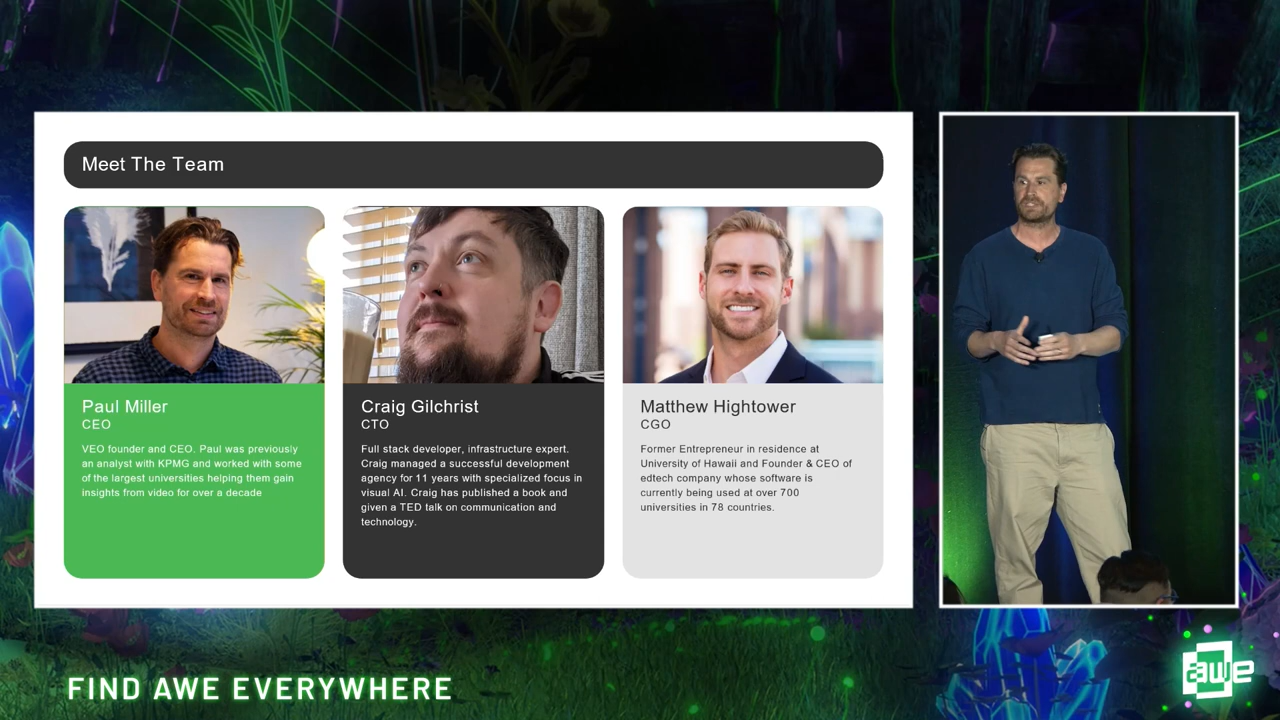 Meet The Team
Paul Miller
CEO
VEO founder and CEO. Paul was previously
an analyst with KPMG and worked with some
of the largest universities helping them gain
insights from video for over a decade
Craig Gilchrist
CTO
Full stack developer, infrastructure expert.
Craig managed a successful development
agency for 11 years with specialized focus in
visual AI. Craig has published a book and
given a TED talk on communication and
technology.
Matthew Hightower
CGO
Former Entrepreneur in residence at
University of Hawaii and Founder & CEO of
edtech company whose software is
currently being used at over 700
universities in 78 countries.
FIND AWE EVERYWHERE
awe